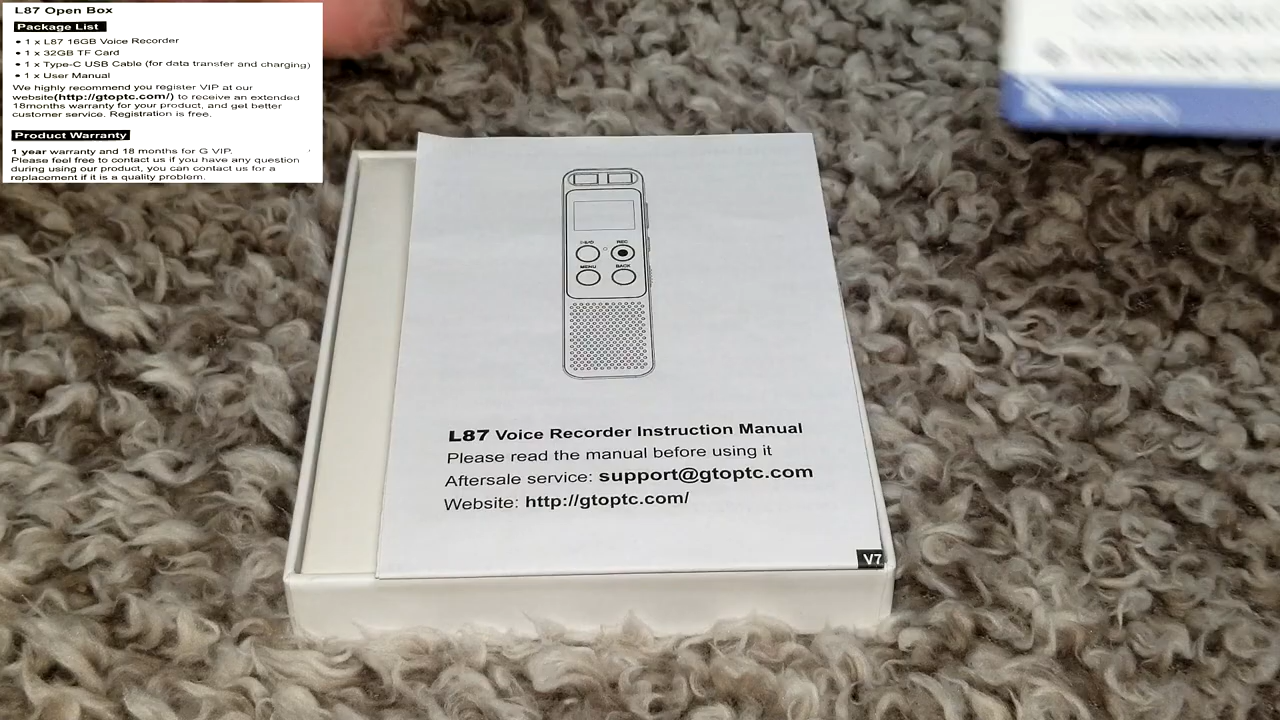 L87 Open Box
Package List
• 1 x L87 16GB Voice Recorder
• 1 x 32GB TF Card
• 1 x Type-C USB Cable (for data transfer and charging)
• 1 x User Manual
We highly recommend you register VIP at our
website(http://gtoptc.com/) to receive an extended
18months warranty for your product, and get better
customer service. Registration is free.
Product Warranty
1 year warranty and 18 months for G VIP.
Please feel free to contact us if you have any question
during using our product, you can contact us for a
replacement if it is a quality problem.
REC
MENU BACK
L87 Voice Recorder Instruction Manual
Please read the manual before using it
Aftersale service: support@gtoptc.com
Website: http://gtoptc.com/
V7